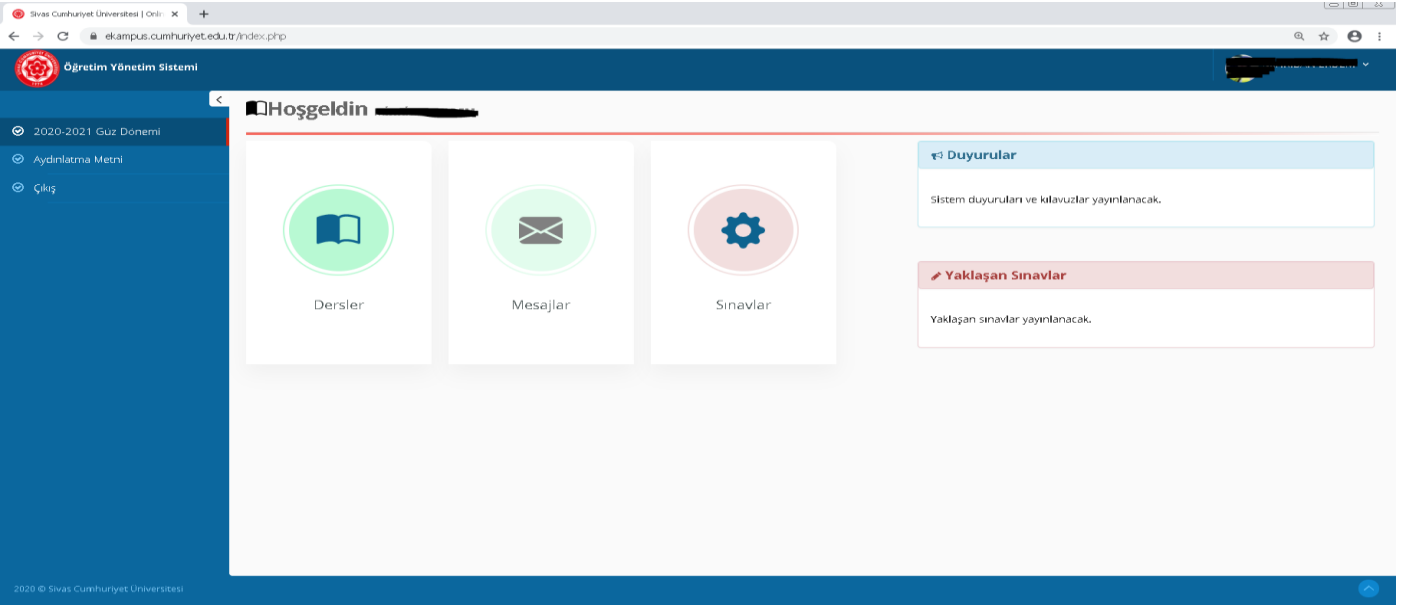 Sivas Cumhuriyet Üniversitesi | Onlin
ekampus.cumhuriyet.edu.tr/index.php
Öğretim Yönetim Sistemi
Hoşgeldin
2020-2021 Güz Dönemi
Aydınlatma Metni
Çıkış
Dersler
Mesajlar
Sınavlar
Duyurular
Sistem duyuruları ve kılavuzlar yayınlanacak.
Yaklaşan Sınavlar
Yaklaşan sınavlar yayınlanacak.
2020 © Sivas Cumhuriyet Üniversitesi